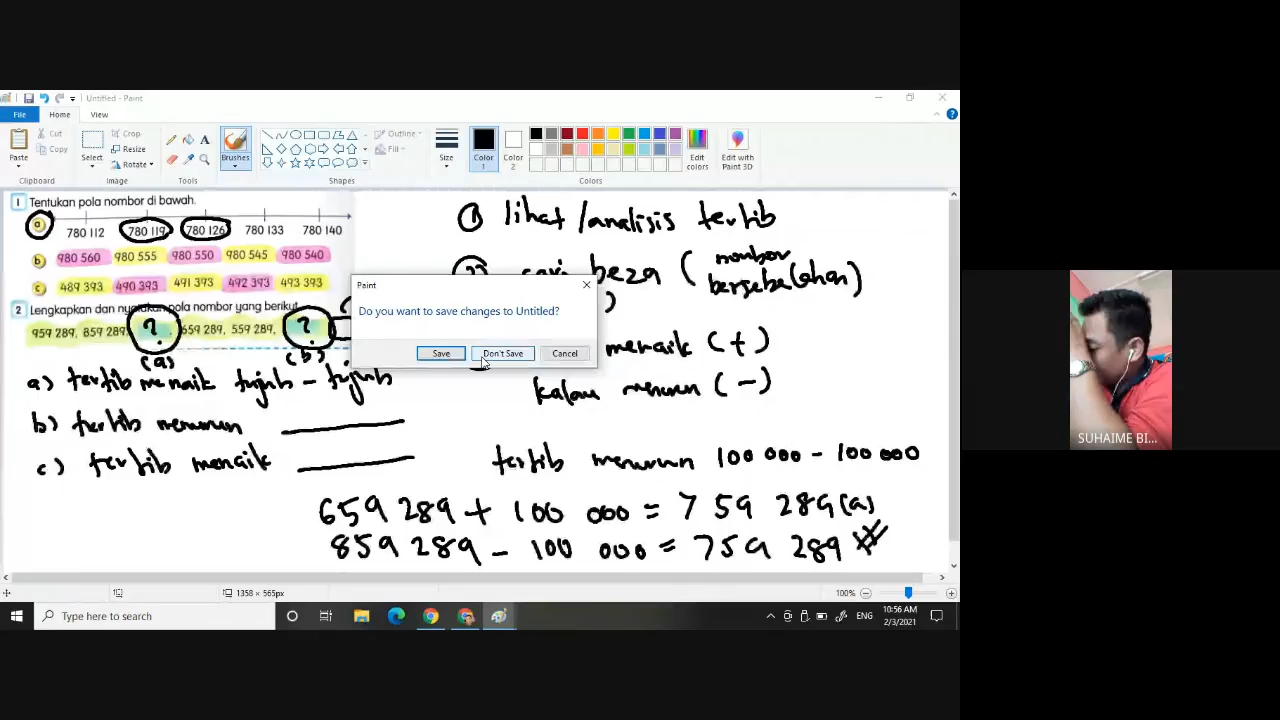 Untitled - Paint
File Home View
Paste
Cut
Copy
Clipboard
Select
Crop
Resize
Rotate
Image
A
Tools
Brushes
Outline
Fill
Shapes
Size
Color 1
Color 2
Edit colors
Colors
Edit with Paint 3D
1 Tentukan pola nombor di bawah.
a 780 112 780 119 780 126 780 133 780 140
b 980 560 980 555 980 550 980 545 980 540
c 489 393 490 393 491 393 492 393 493 393
2 Lengkapkan dan nyatakan pola nombor yang berikut
959 289, 859 289, ? , 659 289, 559 289, ?
(a) (b)
a) tertib menaik tujuh - tujuh
b) tertib menurun
c) tertib menaik
① lihat/analisis tertib
cari beza (nombor bersebelahan)
menaik (+)
kalau menurun (-)
tertib menurun 100 000 - 100 000
659 289 + 100 000 = 759 289 (a)
859 289 - 100 000 = 759 289
Paint
Do you want to save changes to Untitled?
Save Don't Save Cancel
1358 × 565px
100%
Type here to search
ENG
10:56 AM
2/3/2021
SUHAIME BI...